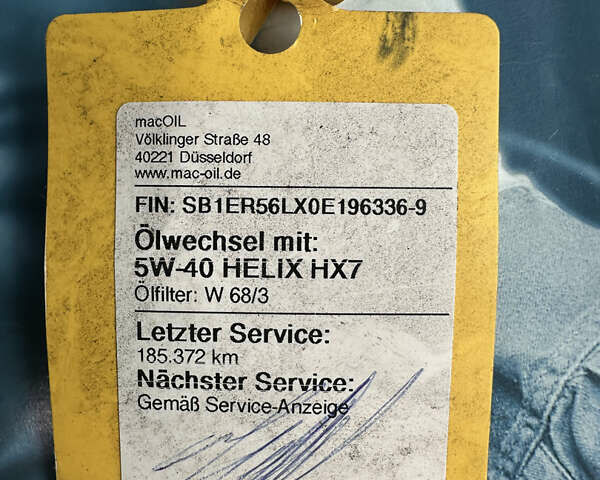 macOIL
Völklinger Straße 48
40221 Düsseldorf
www.mac-oil.de
FIN: SB1ER56LX0E196336-9
Ölwechsel mit:
5W-40 HELIX HX7
Ölfilter: W 68/3
Letzter Service:
185.372 km
Nächster Service:
Gemäß Service-Anzeige